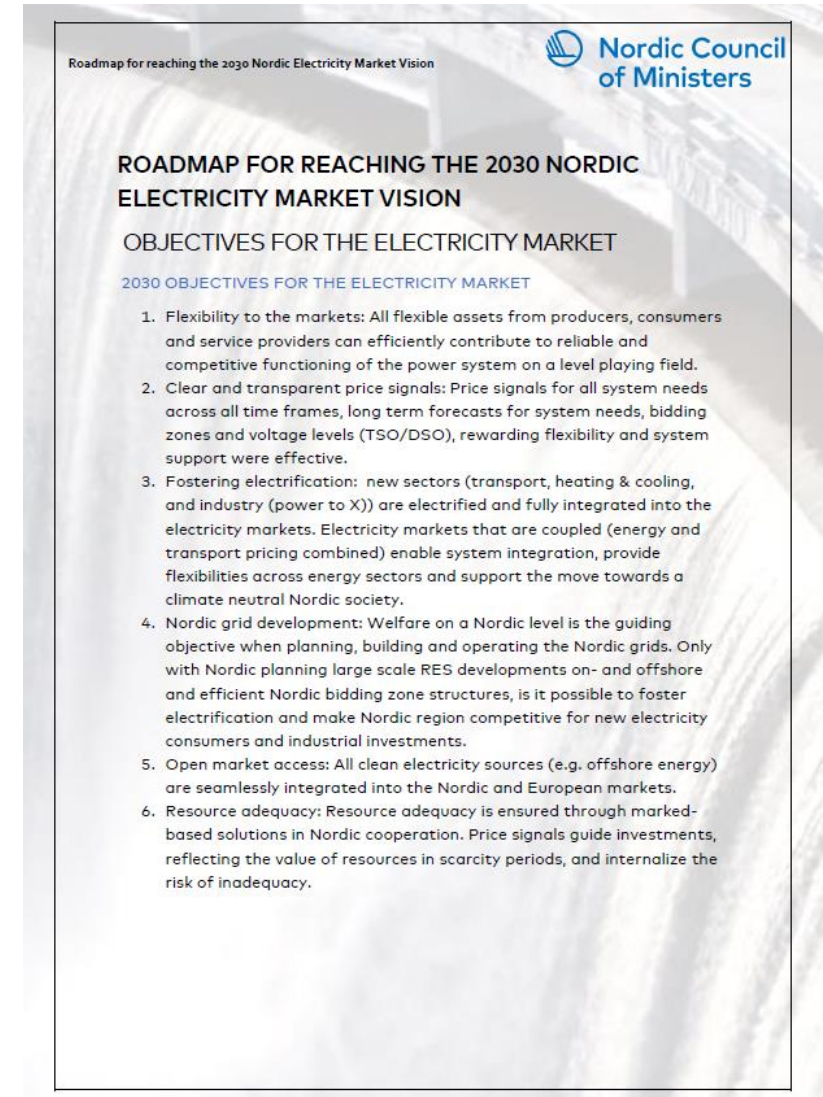 Roadmap for reaching the 2030 Nordic Electricity Market Vision
Nordic Council
of Ministers
ROADMAP FOR REACHING THE 2030 NORDIC
ELECTRICITY MARKET VISION
OBJECTIVES FOR THE ELECTRICITY MARKET
2030 OBJECTIVES FOR THE ELECTRICITY MARKET
1. Flexibility to the markets: All flexible assets from producers, consumers
and service providers can efficiently contribute to reliable and
competitive functioning of the power system on a level playing field.
2. Clear and transparent price signals: Price signals for all system needs
across all time frames, long term forecasts for system needs, bidding
zones and voltage levels (TSO/DSO), rewarding flexibility and system
support were effective.
3. Fostering electrification: new sectors (transport, heating & cooling,
and industry (power to X)) are electrified and fully integrated into the
electricity markets. Electricity markets that are coupled (energy and
transport pricing combined) enable system integration, provide
flexibilities across energy sectors and support the move towards a
climate neutral Nordic society.
4. Nordic grid development: Welfare on a Nordic level is the guiding
objective when planning, building and operating the Nordic grids. Only
with Nordic planning large scale RES developments on- and offshore
and efficient Nordic bidding zone structures, is it possible to foster
electrification and make Nordic region competitive for new electricity
consumers and industrial investments.
5. Open market access: All clean electricity sources (e.g. offshore energy)
are seamlessly integrated into the Nordic and European markets.
6. Resource adequacy: Resource adequacy is ensured through marked-
based solutions in Nordic cooperation. Price signals guide investments,
reflecting the value of resources in scarcity periods, and internalize the
risk of inadequacy.